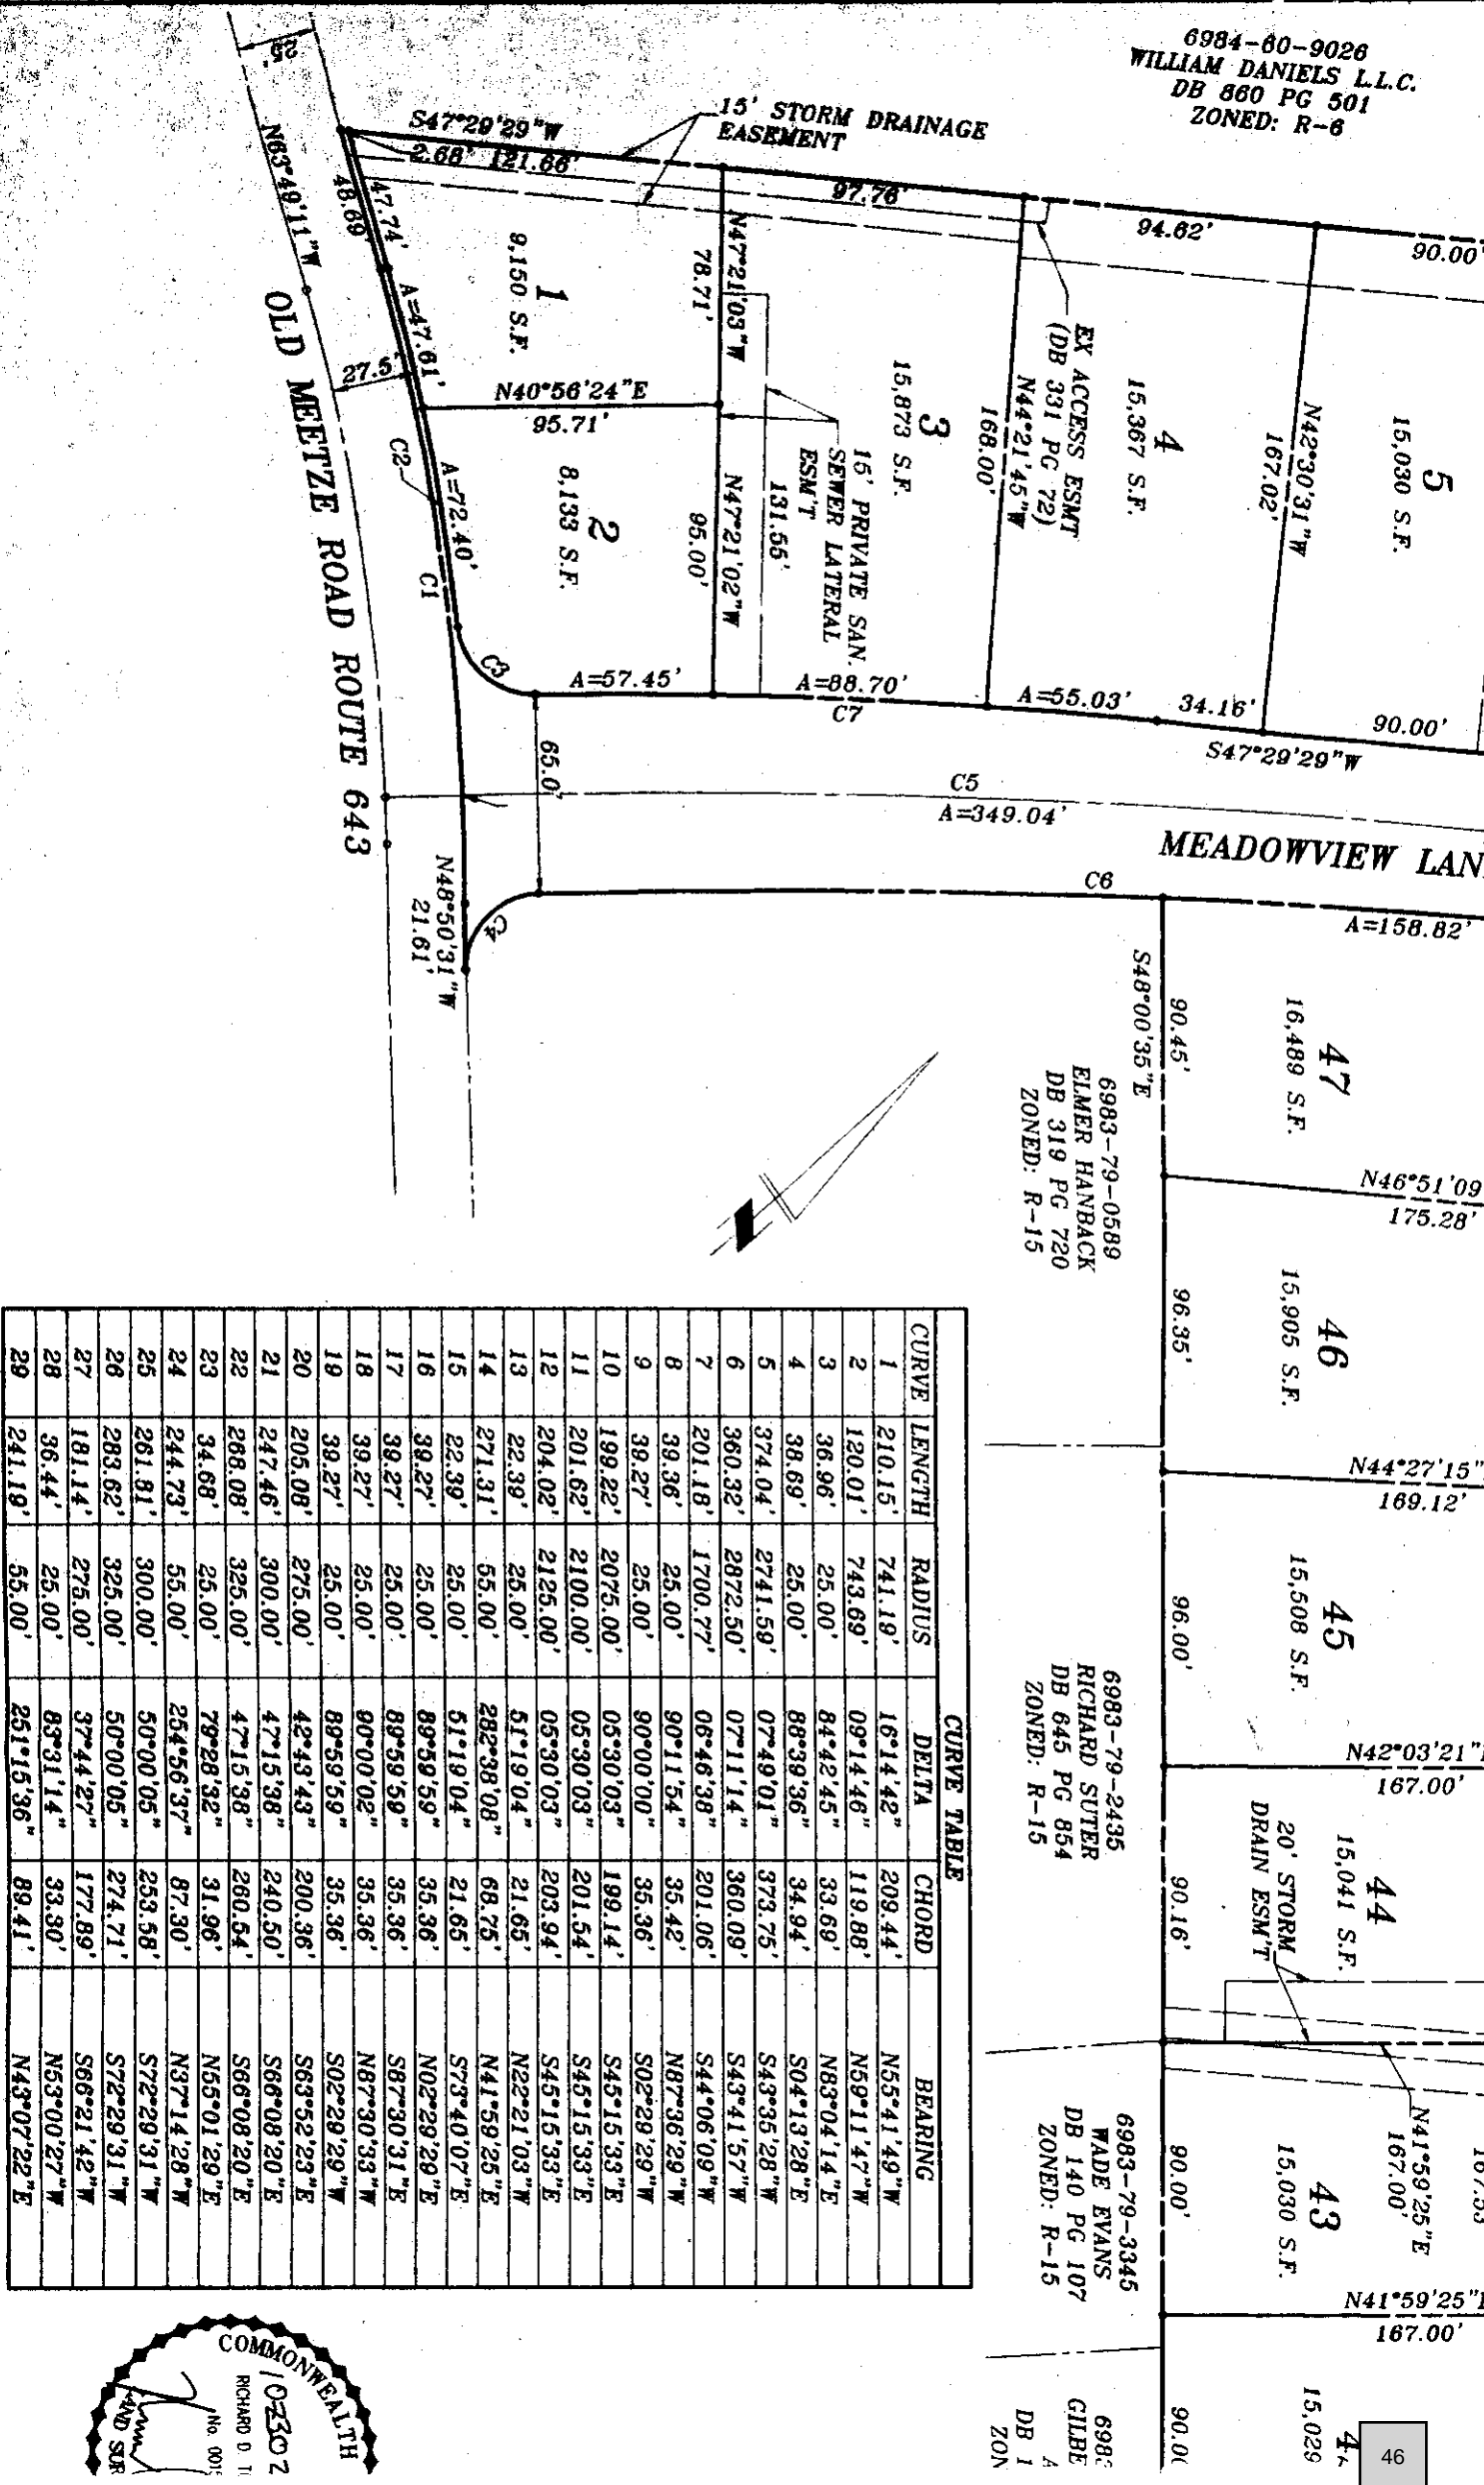 6984-60-9026
WILLIAM DANIELS L.L.C.
DB 860 PG 501
ZONED: R-6
15' STORM DRAINAGE
EASEMENT
25'
S47°29'29"W
2.68' 121.66'
97.76'
94.62'
90.00'
N63°49'11"W
48.69'
47.74'
A=47.61'
27.5'
1
9,150 S.F.
N47°21'03"W
78.71'
N40°56'24"E
95.71'
C2
A=72.40'
C1
2
8,133 S.F.
N47°21'02"W
95.00'
15' PRIVATE SAN.
SEWER LATERAL
ESM'T
131.55'
3
15,873 S.F.
EX ACCESS ESMT
(DB 331 PG 72)
N44°21'45"W
168.00'
4
15,367 S.F.
N42°30'31"W
167.02'
5
15,030 S.F.
C3
A=57.45'
A=88.70'
C7
A=55.03'
34.16'
90.00'
S47°29'29"W
OLD MEETZE ROAD ROUTE 643
65.0'
C5
A=349.04'
MEADOWVIEW LAN
C6
A=158.82'
C4
N48°50'31"W
21.61'
S48°00'35"E
90.45'
47
16,489 S.F.
N46°51'09
175.28'
6983-79-0589
ELMER HANBACK
DB 319 PG 720
ZONED: R-15
96.35'
46
15,905 S.F.
N44°27'15"
169.12'
96.00'
45
15,508 S.F.
N42°03'21"
167.00'
6983-79-2435
RICHARD SUTER
DB 645 PG 854
ZONED: R-15
90.16'
44
15,041 S.F.
20' STORM
DRAIN ESM'T
N41°59'25"E
167.00'
6983-79-3345
WADE EVANS
DB 140 PG 107
ZONED: R-15
90.00'
43
15,030 S.F.
N41°59'25"
167.00'
GILBE
DB 1
ZON
15,029
46
CURVE TABLE
CURVE LENGTH RADIUS DELTA CHORD BEARING
1 210.15' 741.19' 16°14'42" 209.44' N55°41'49"W
2 120.01' 743.69' 09°14'46" 119.88' N59°11'47"W
3 36.96' 25.00' 84°42'45" 33.69' N83°04'14"E
4 38.69' 25.00' 88°39'36" 34.94' S04°13'28"E
5 374.04' 2741.59' 07°49'01" 373.75' S43°35'28"W
6 360.32' 2872.50' 07°11'14" 360.09' S43°41'57"W
7 201.18' 1700.77' 06°46'38" 201.06' S44°06'09"W
8 39.36' 25.00' 90°11'54" 35.42' N87°36'29"W
9 39.27' 25.00' 90°00'00" 35.36' S02°29'29"W
10 199.22' 2075.00' 05°30'03" 199.14' S45°15'33"E
11 201.62' 2100.00' 05°30'03" 201.54' S45°15'33"E
12 204.02' 2125.00' 05°30'03" 203.94' S45°15'33"E
13 22.39' 25.00' 51°19'04" 21.65' N22°21'03"W
14 271.31' 55.00' 282°38'08" 68.75' N41°59'25"E
15 22.39' 25.00' 51°19'04" 21.65' S73°40'07"E
16 39.27' 25.00' 89°59'59" 35.36' N02°29'29"E
17 39.27' 25.00' 89°59'59" 35.36' S87°30'31"E
18 39.27' 25.00' 90°00'02" 35.36' N87°30'33"W
19 39.27' 25.00' 89°59'59" 35.36' S02°29'29"W
20 205.08' 275.00' 42°43'43" 200.36' S63°52'23"W
21 247.46' 300.00' 47°15'38" 240.50' S66°08'20"E
22 268.08' 325.00' 47°15'38" 260.54' S66°08'20"E
23 34.68' 25.00' 79°28'32" 31.96' N55°01'29"E
24 244.73' 55.00' 254°56'37" 87.30' N37°14'28"W
25 261.81' 300.00' 50°00'05" 253.58' S72°29'31"W
26 283.62' 325.00' 50°00'05" 274.71' S72°29'31"W
27 181.14' 275.00' 37°44'27" 177.89' S66°21'42"W
28 36.44' 25.00' 83°31'14" 33.30' N53°00'27"W
29 241.19' 55.00' 251°15'36" 89.41' N43°07'22"E
COMMONWEALTH
RICHARD D.
No. 001